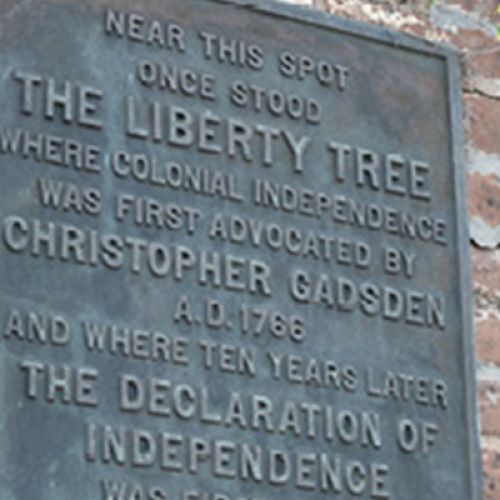 NEAR THIS SPOT
ONCE STOOD
THE LIBERTY TREE
WHERE COLONIAL INDEPENDENCE
WAS FIRST ADVOCATED BY
CHRISTOPHER GADSDEN
A.D. 1766
AND WHERE TEN YEARS LATER
THE DECLARATION OF
INDEPENDENCE
WAS